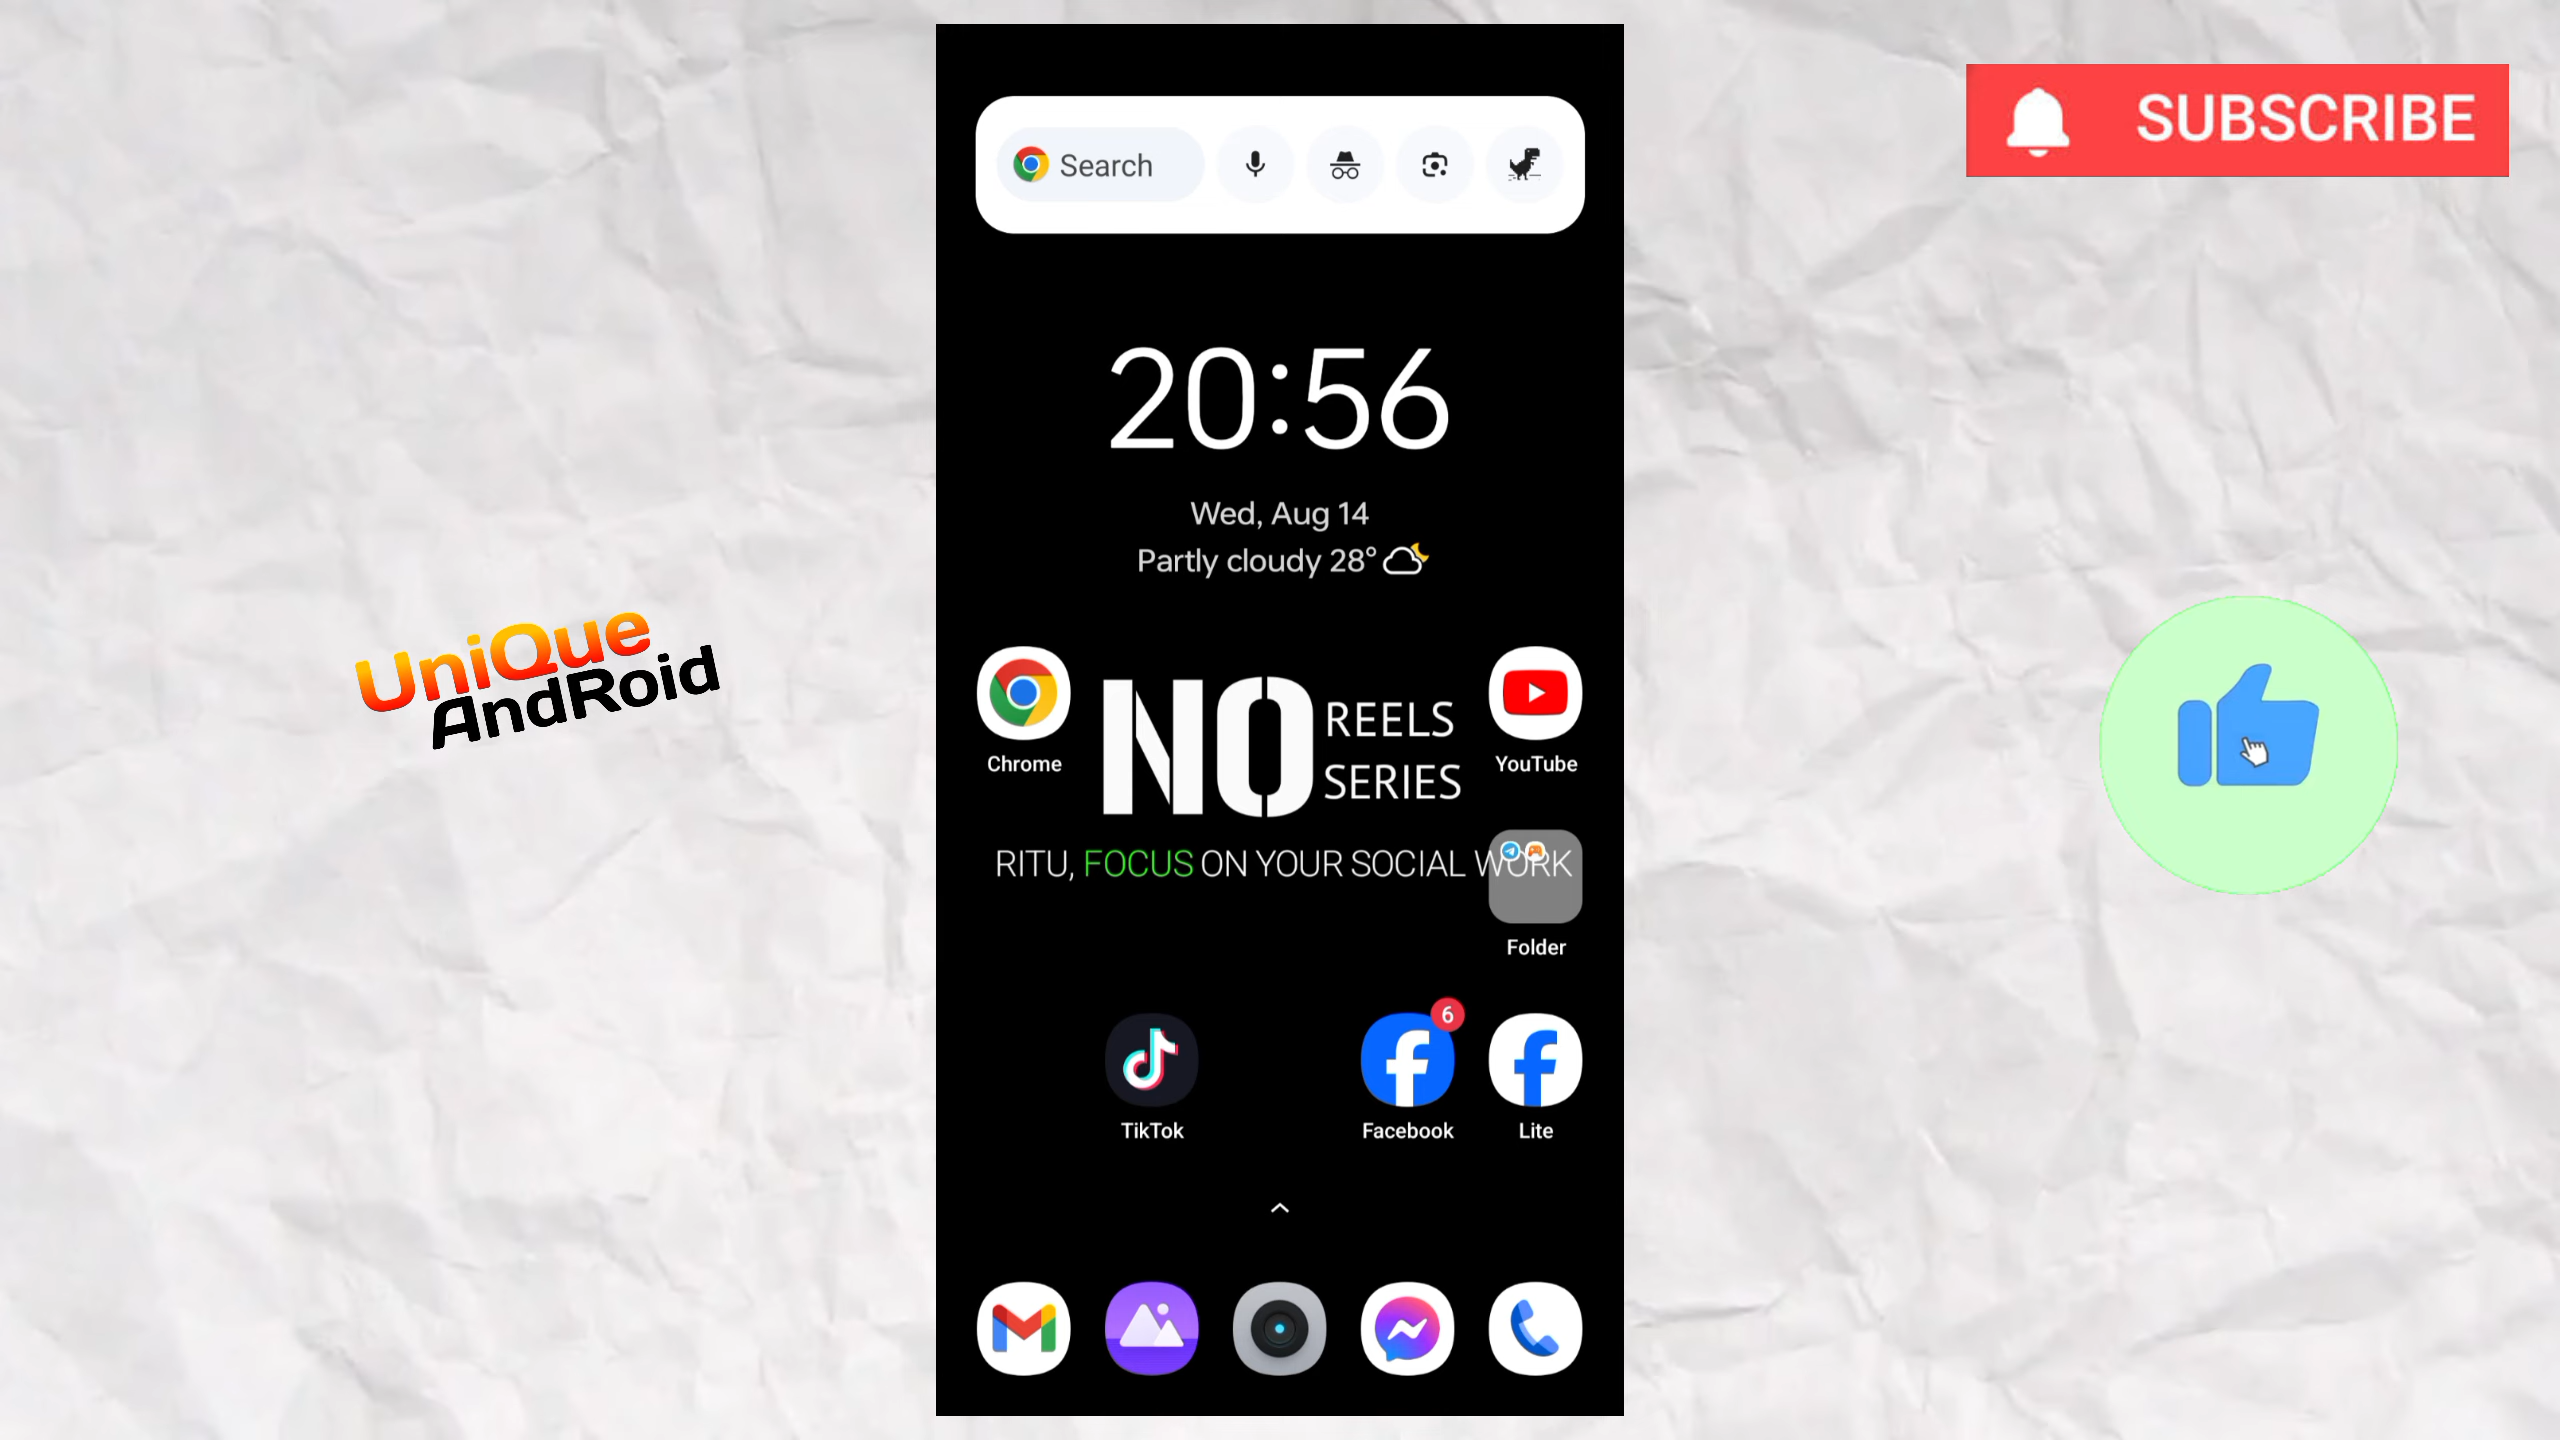 SUBSCRIBE
Search
20:56
Wed, Aug 14
Partly cloudy 28°
UniQue
AndRoid
Chrome
NO
REELS
SERIES
YouTube
RITU, FOCUS ON YOUR SOCIAL WORK
Folder
6
TikTok
Facebook
Lite